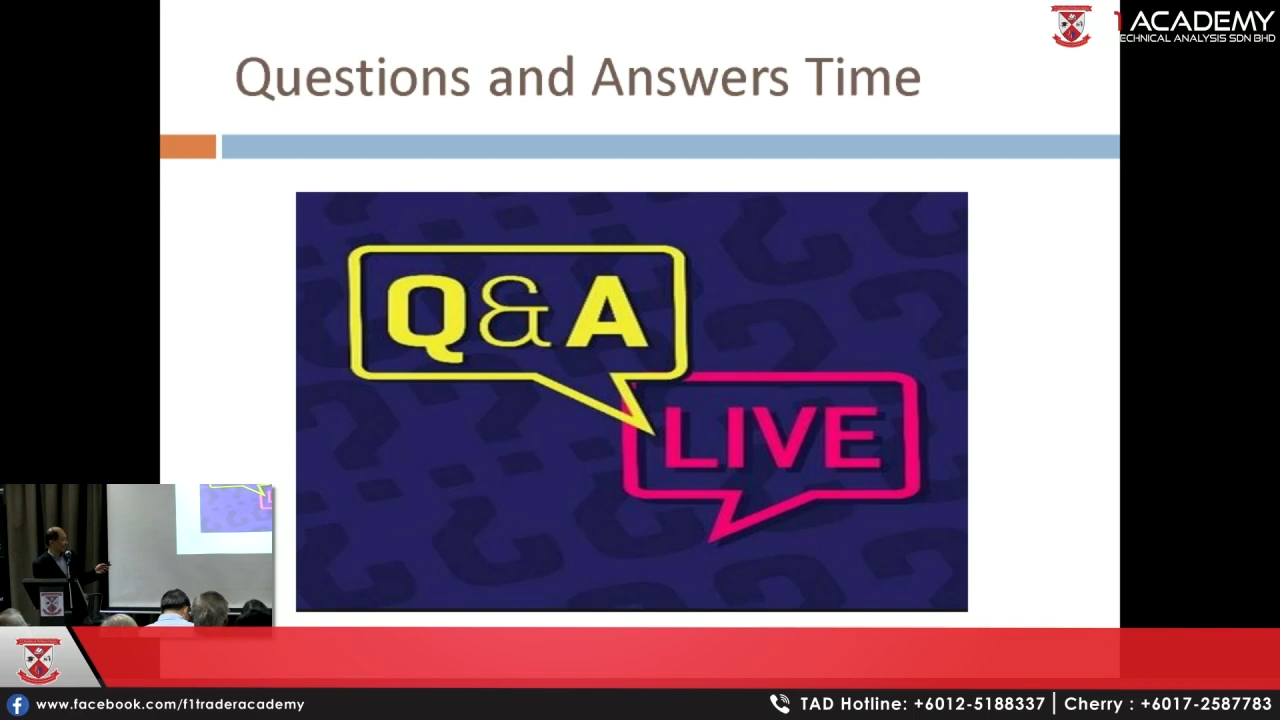 ACADEMY
ECHNICAL ANALYSIS SDN BHD
Questions and Answers Time
Q&A
LIVE
www.facebook.com/f1traderacademy
TAD Hotline: +6012-5188337 | Cherry : +6017-2587783